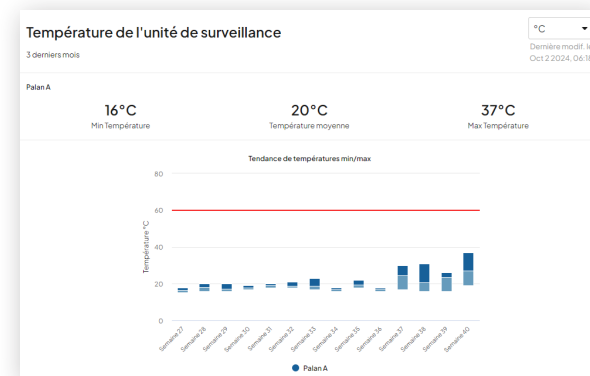 Température de l'unité de surveillance
°C
3 derniers mois
Dernière modif. le
Oct 2 2024, 06:18
Palan A
16°C
20°C
37°C
Min Température
Température moyenne
Max Température
Tendance de températures min/max
80
60
40
20
0
Température °C
Semaine 27
Semaine 28
Semaine 29
Semaine 30
Semaine 31
Semaine 32
Semaine 33
Semaine 34
Semaine 35
Semaine 36
Semaine 37
Semaine 38
Semaine 39
Semaine 40
Palan A